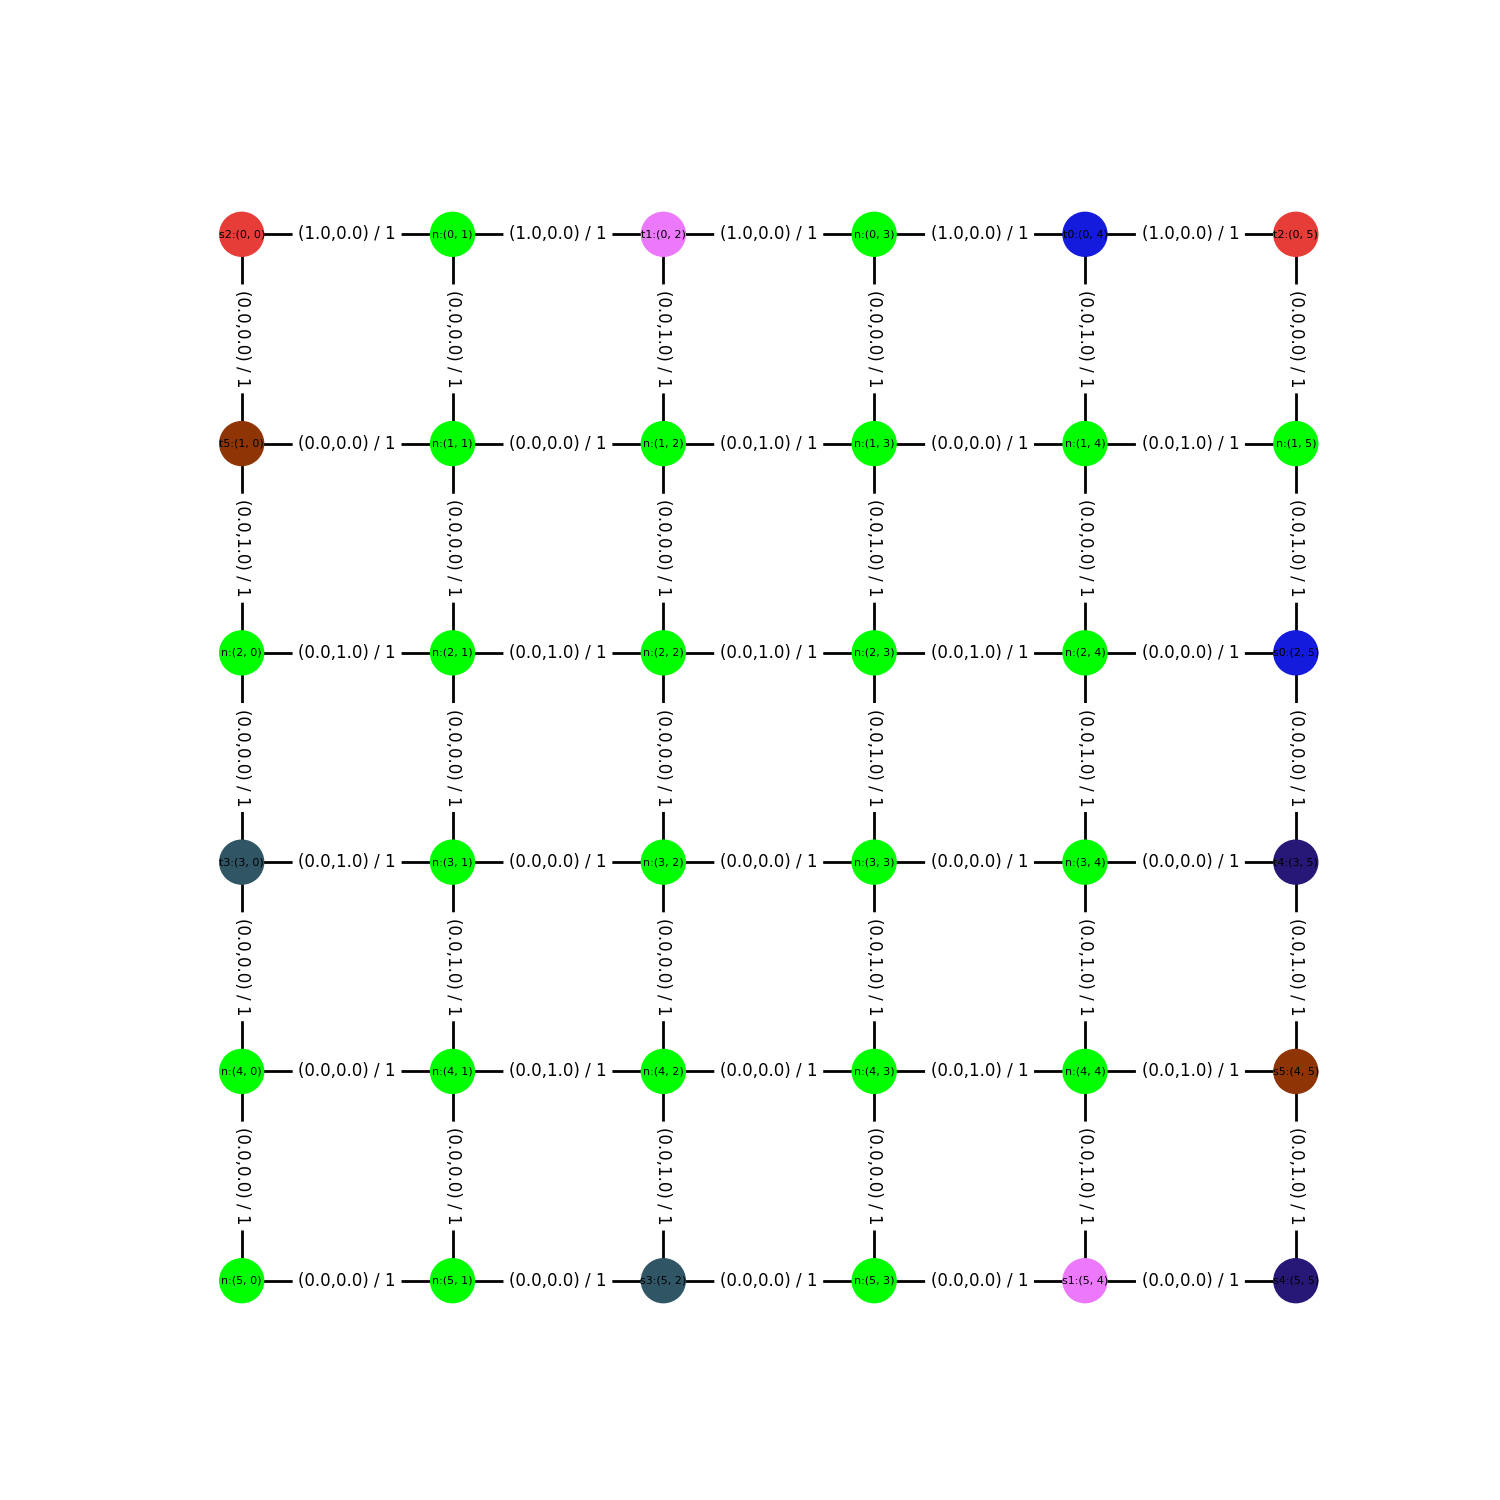 s2:(0, 0) (1.0,0.0) / 1 n:(0, 1) (1.0,0.0) / 1 t1:(0, 2) (1.0,0.0) / 1 n:(0, 3) (1.0,0.0) / 1 t0:(0, 4) (1.0,0.0) / 1 t2:(0, 5)
(0.0,0.0) / 1 (0.0,0.0) / 1 (0.0,1.0) / 1 (0.0,0.0) / 1 (0.0,1.0) / 1 (0.0,0.0) / 1
t5:(1, 0) (0.0,0.0) / 1 n:(1, 1) (0.0,0.0) / 1 n:(1, 2) (0.0,1.0) / 1 n:(1, 3) (0.0,0.0) / 1 n:(1, 4) (0.0,1.0) / 1 n:(1, 5)
(0.0,1.0) / 1 (0.0,0.0) / 1 (0.0,0.0) / 1 (0.0,1.0) / 1 (0.0,0.0) / 1 (0.0,1.0) / 1
n:(2, 0) (0.0,1.0) / 1 n:(2, 1) (0.0,1.0) / 1 n:(2, 2) (0.0,1.0) / 1 n:(2, 3) (0.0,1.0) / 1 n:(2, 4) (0.0,0.0) / 1 s0:(2, 5)
(0.0,0.0) / 1 (0.0,0.0) / 1 (0.0,0.0) / 1 (0.0,1.0) / 1 (0.0,1.0) / 1 (0.0,0.0) / 1
t3:(3, 0) (0.0,1.0) / 1 n:(3, 1) (0.0,0.0) / 1 n:(3, 2) (0.0,0.0) / 1 n:(3, 3) (0.0,0.0) / 1 n:(3, 4) (0.0,0.0) / 1 t4:(3, 5)
(0.0,0.0) / 1 (0.0,1.0) / 1 (0.0,0.0) / 1 (0.0,1.0) / 1 (0.0,1.0) / 1 (0.0,1.0) / 1
n:(4, 0) (0.0,0.0) / 1 n:(4, 1) (0.0,1.0) / 1 n:(4, 2) (0.0,0.0) / 1 n:(4, 3) (0.0,1.0) / 1 n:(4, 4) (0.0,1.0) / 1 s5:(4, 5)
(0.0,0.0) / 1 (0.0,0.0) / 1 (0.0,1.0) / 1 (0.0,0.0) / 1 (0.0,1.0) / 1 (0.0,1.0) / 1
n:(5, 0) (0.0,0.0) / 1 n:(5, 1) (0.0,0.0) / 1 s3:(5, 2) (0.0,0.0) / 1 n:(5, 3) (0.0,0.0) / 1 s1:(5, 4) (0.0,0.0) / 1 s4:(5, 5)